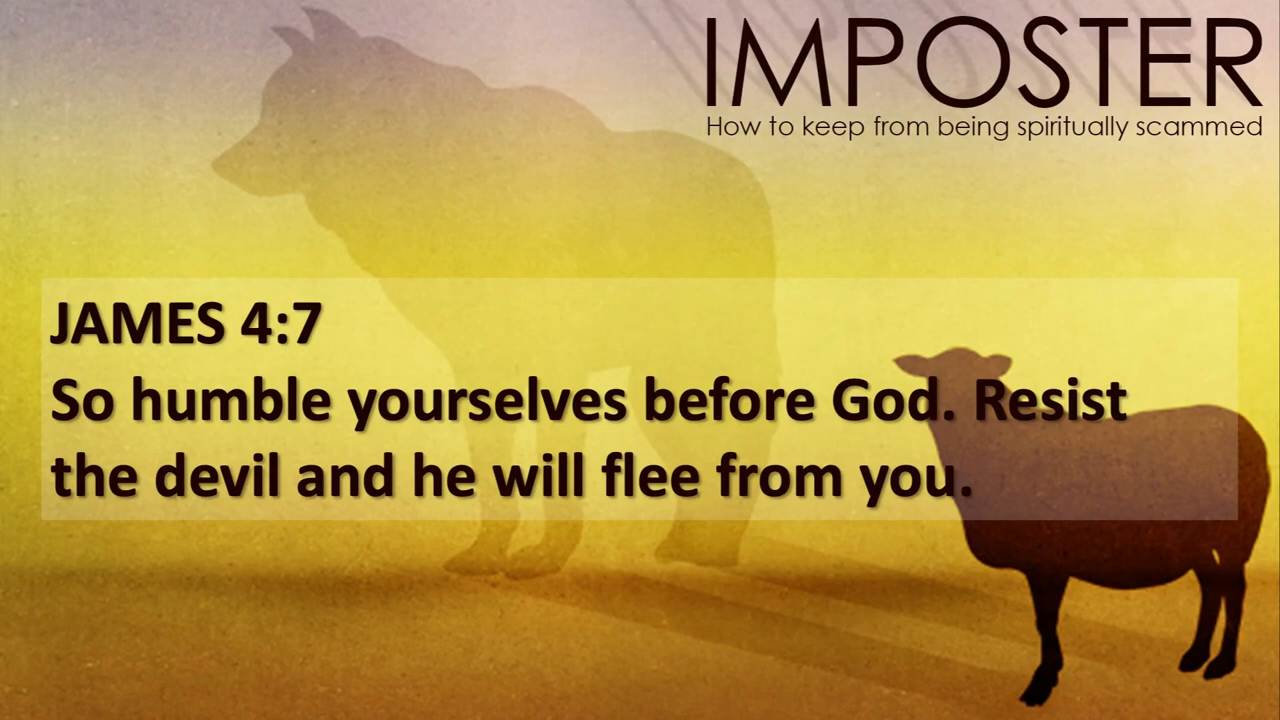 IMPOSTER
How to keep from being spiritually scammed
JAMES 4:7
So humble yourselves before God. Resist
the devil and he will flee from you.